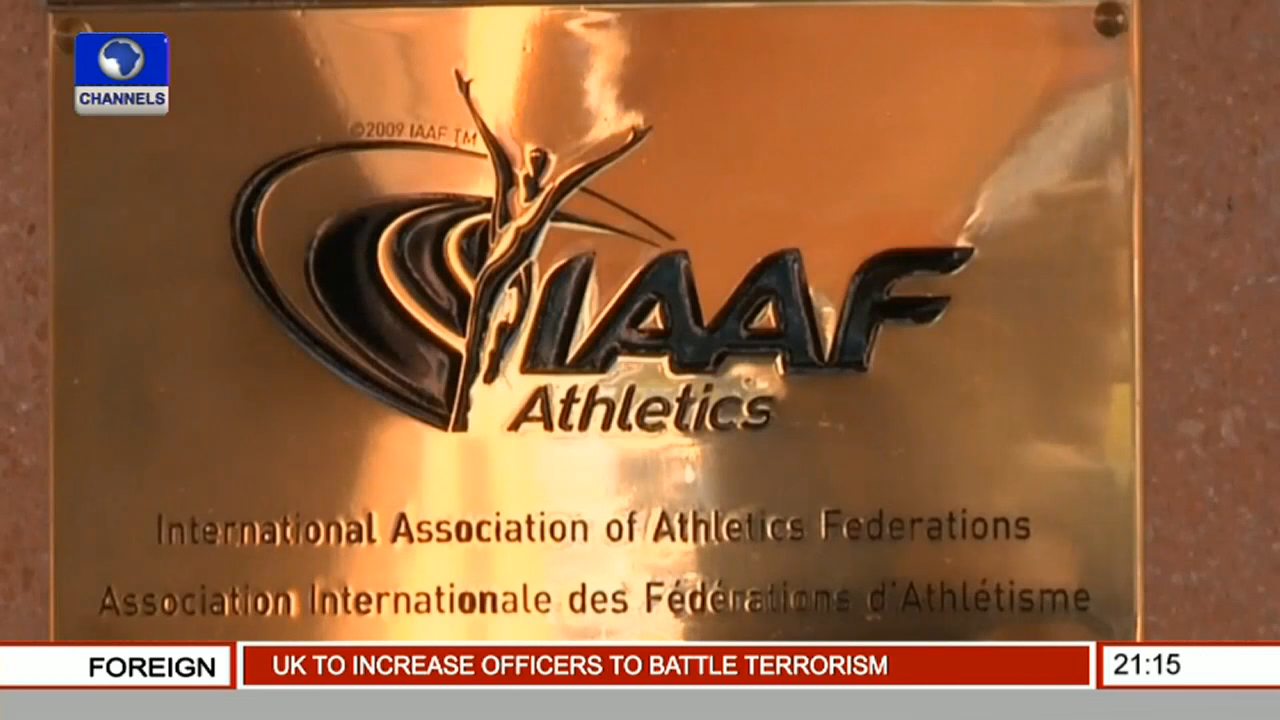 CHANNELS
©2009 IAAF TM
IAAF
Athletics
International Association of Athletics Federations
Association Internationale des Fédérations d'Athlétisme
FOREIGN
UK TO INCREASE OFFICERS TO BATTLE TERRORISM
21:15